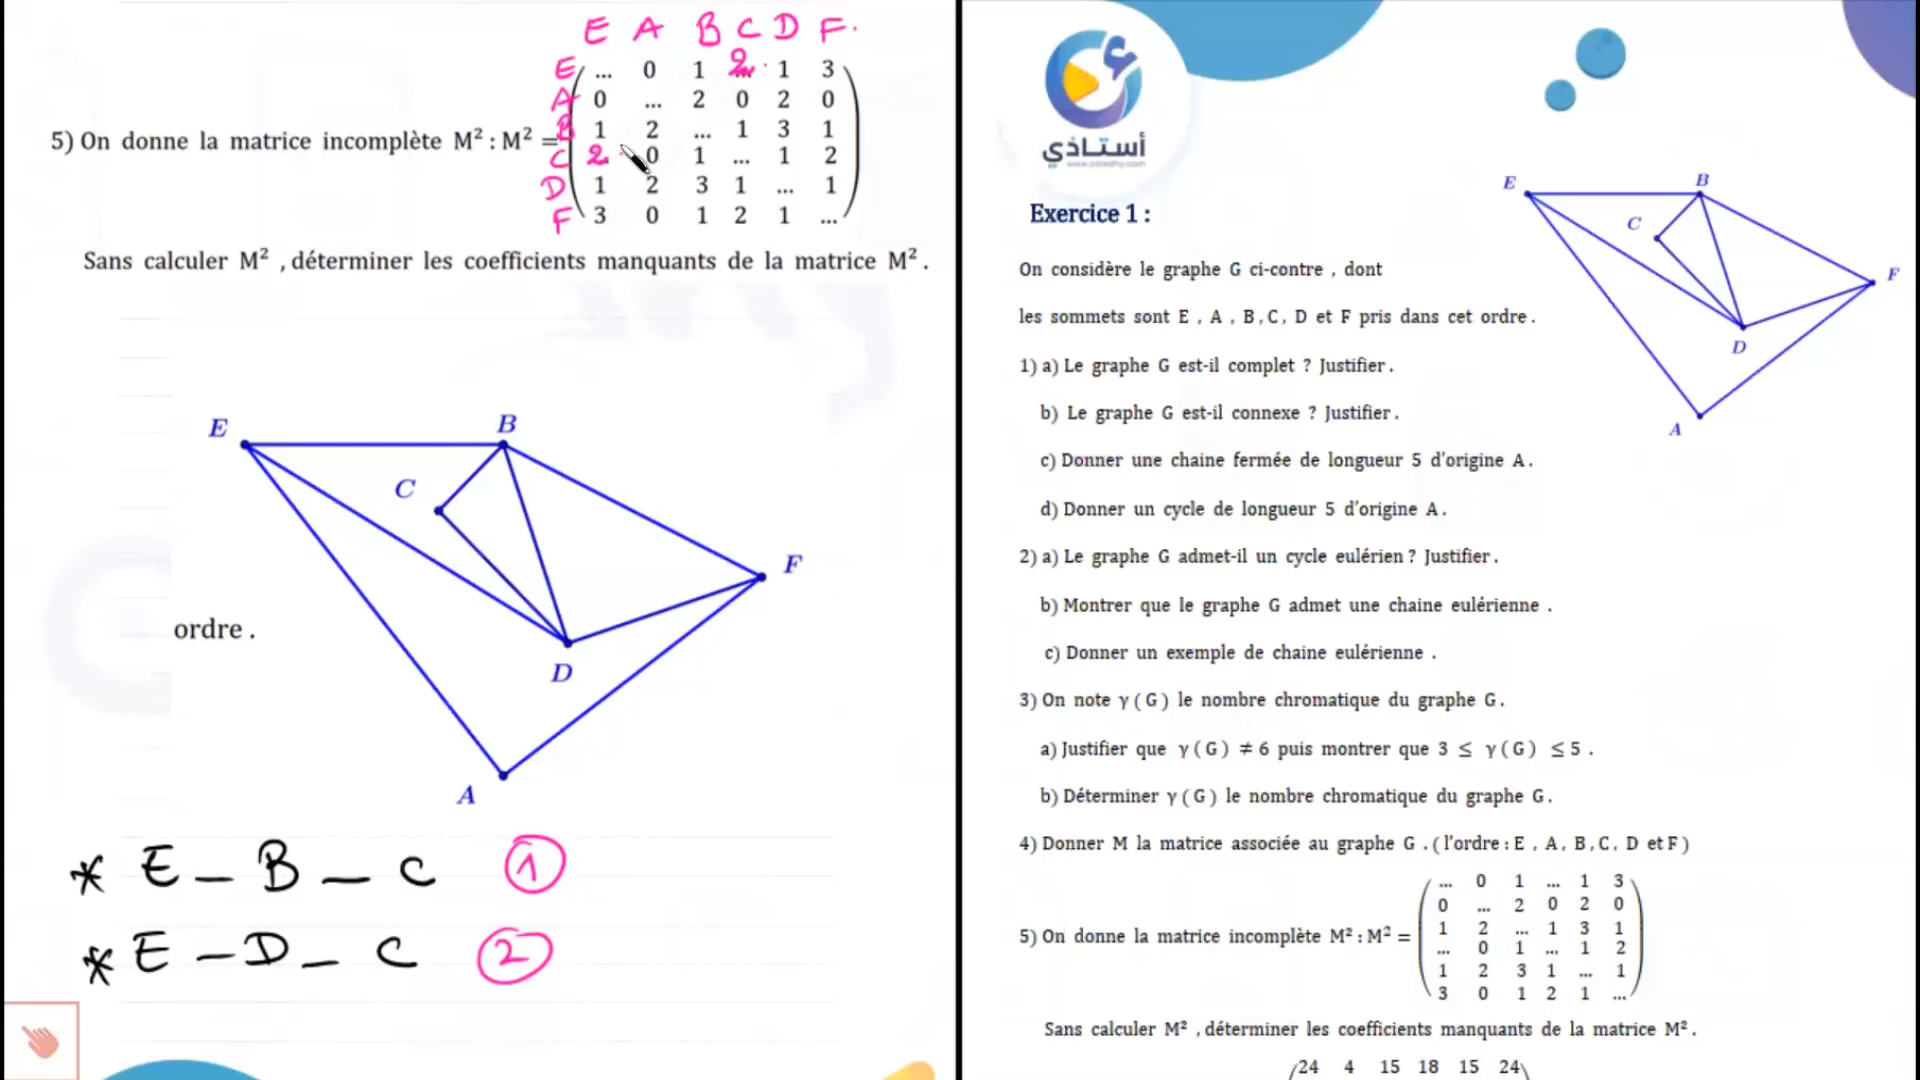 E A B C D F.
E ... 0 1 2 1 3
A 0 ... 2 0 2 0
B 1 2 ... 1 3 1
C 2 0 1 ... 1 2
D 1 2 3 1 ... 1
F 3 0 1 2 1 ...
5) On donne la matrice incomplète M² : M² =
Sans calculer M² , déterminer les coefficients manquants de la matrice M² .
E
B
C
F
ordre .
D
A
* E _ B _ C ①
* E _ D _ C ②
أستاذي
www.ostedhy.com
Exercice 1 :
E
B
C
F
D
A
On considère le graphe G ci-contre , dont
les sommets sont E , A , B , C , D et F pris dans cet ordre .
1) a) Le graphe G est-il complet ? Justifier .
b) Le graphe G est-il connexe ? Justifier .
c) Donner une chaine fermée de longueur 5 d'origine A .
d) Donner un cycle de longueur 5 d'origine A .
2) a) Le graphe G admet-il un cycle eulérien ? Justifier .
b) Montrer que le graphe G admet une chaine eulérienne .
c) Donner un exemple de chaine eulérienne .
3) On note γ ( G ) le nombre chromatique du graphe G .
a) Justifier que γ ( G ) ≠ 6 puis montrer que 3 ≤ γ ( G ) ≤ 5 .
b) Déterminer γ ( G ) le nombre chromatique du graphe G .
4) Donner M la matrice associée au graphe G . ( l'ordre : E , A , B , C , D et F )
5) On donne la matrice incomplète M² : M² =
... 0 1 ... 1 3
0 ... 2 0 2 0
1 2 ... 1 3 1
... 0 1 ... 1 2
1 2 3 1 ... 1
3 0 1 2 1 ...
Sans calculer M² , déterminer les coefficients manquants de la matrice M² .
24 4 15 18 15 24